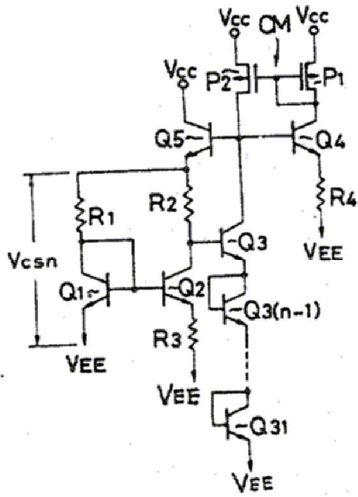 Vcc CM Vcc
Vcc P2 P1
Q5 Q4
R1 R2 R4
Vcsn Q3 VEE
Q1 Q2 Q3(n-1)
VEE R3
VEE
Q31
VEE